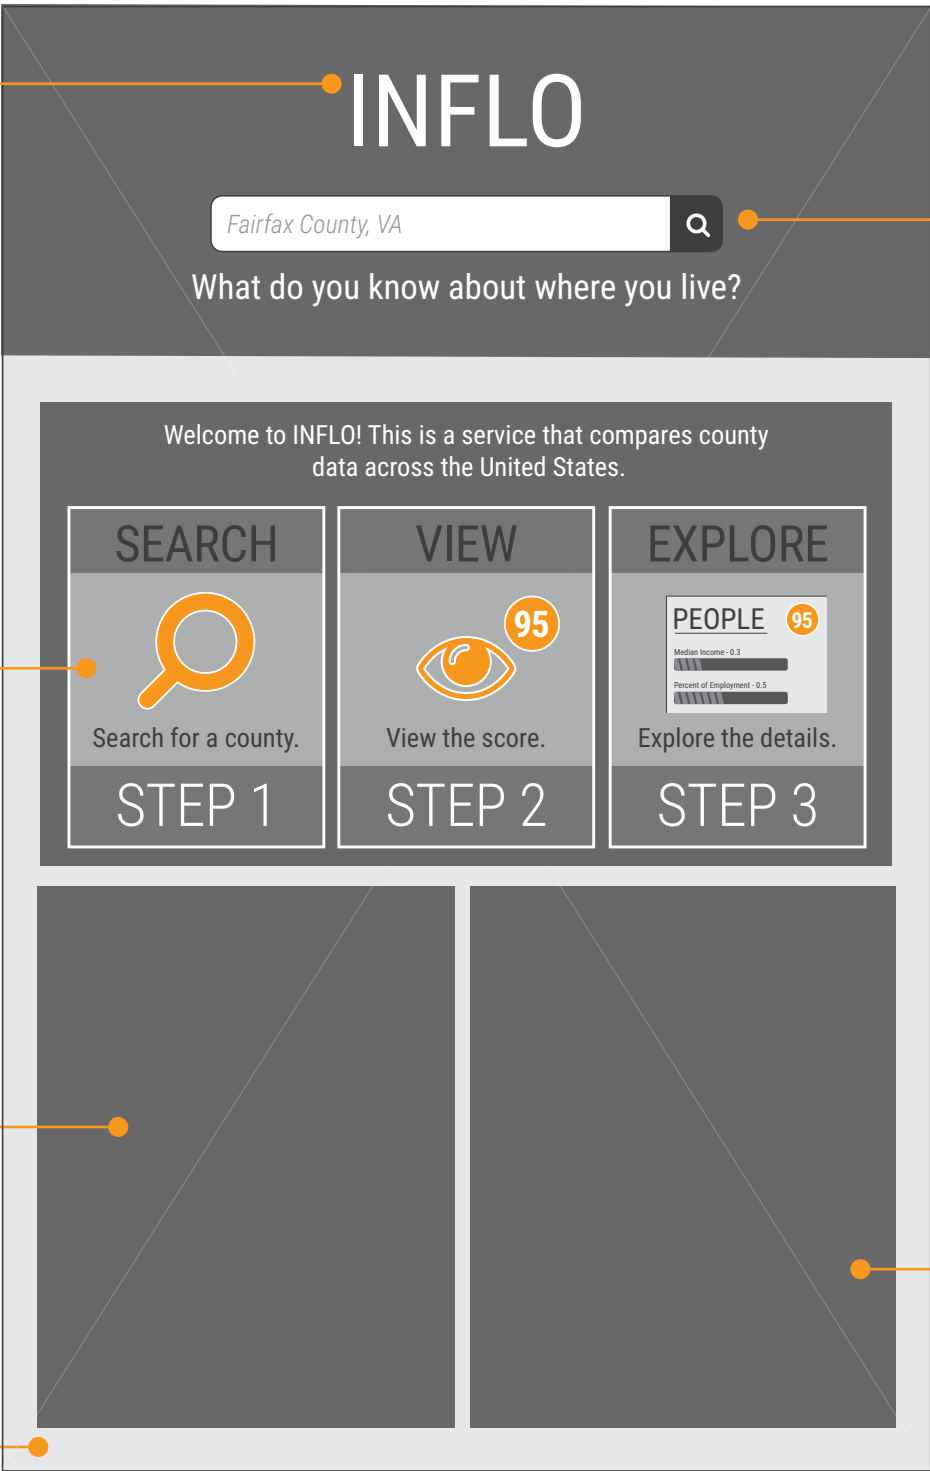 INFLO
Fairfax County, VA
What do you know about where you live?
Welcome to INFLO! This is a service that compares county
data across the United States.
SEARCH
Search for a county.
STEP 1
VIEW
95
View the score.
STEP 2
EXPLORE
PEOPLE 95
Median Income - 0.3
Percent of Employment - 0.5
Explore the details.
STEP 3